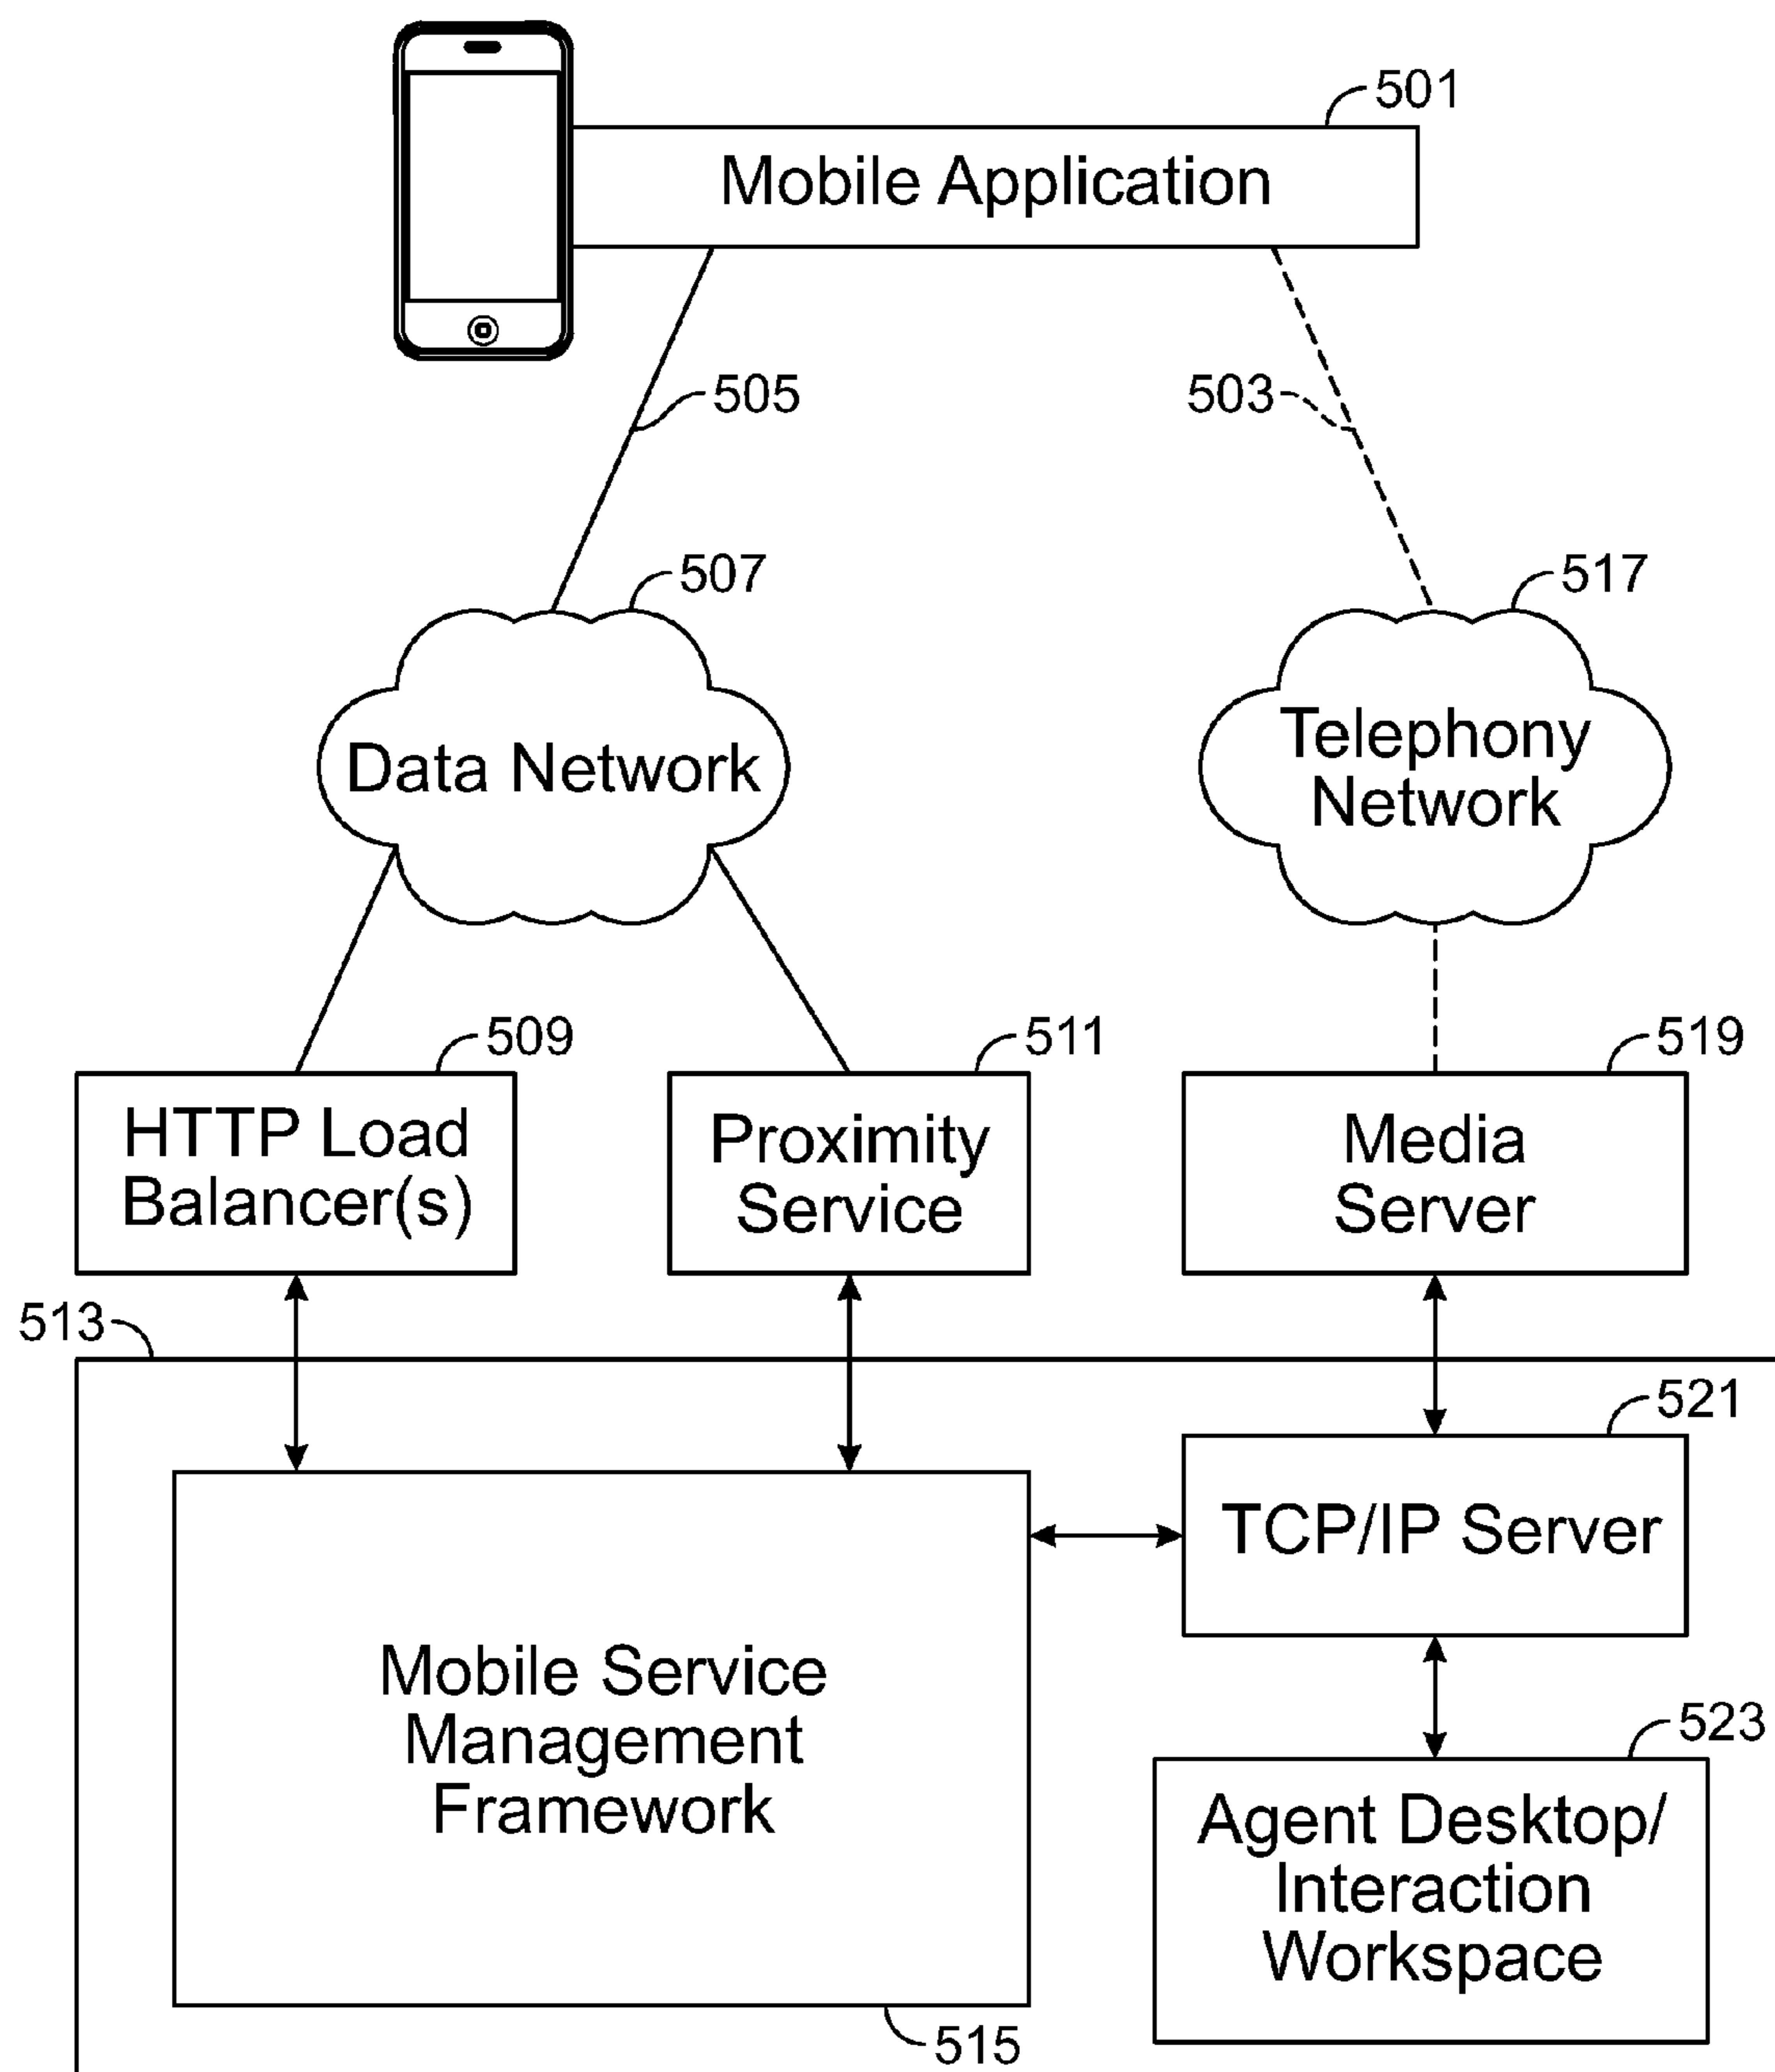 501
Mobile Application
505
503
507
517
Data Network
Telephony
Network
509
511
519
HTTP Load
Balancer(s)
Proximity
Service
Media
Server
513
521
TCP/IP Server
Mobile Service
Management
Framework
523
Agent Desktop/
Interaction
Workspace
515